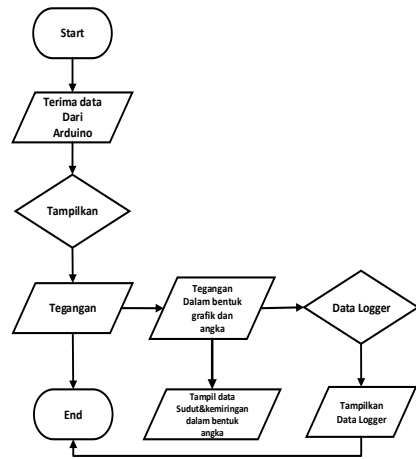 Start
Terima data
Dari
Arduino
Tampilkan
Tegangan
Tegangan
Dalam bentuk
grafik dan
angka
Data Logger
End
Tampil data
Sudut&kemiringan
dalam bentuk
angka
Tampilkan
Data Logger